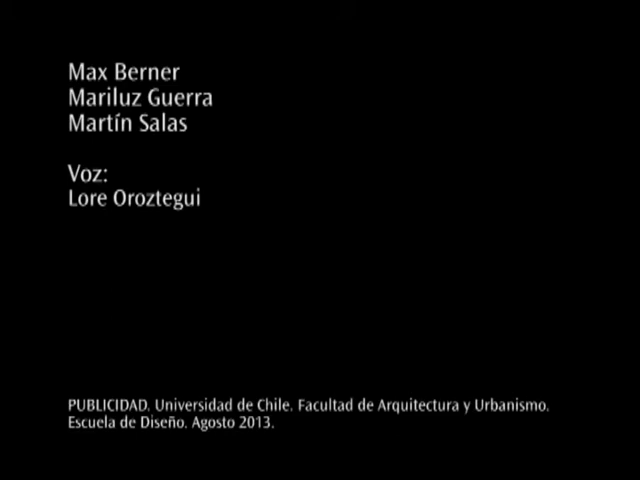 Max Berner
Mariluz Guerra
Martín Salas
Voz:
Lore Oroztegui
PUBLICIDAD. Universidad de Chile. Facultad de Arquitectura y Urbanismo.
Escuela de Diseño. Agosto 2013.